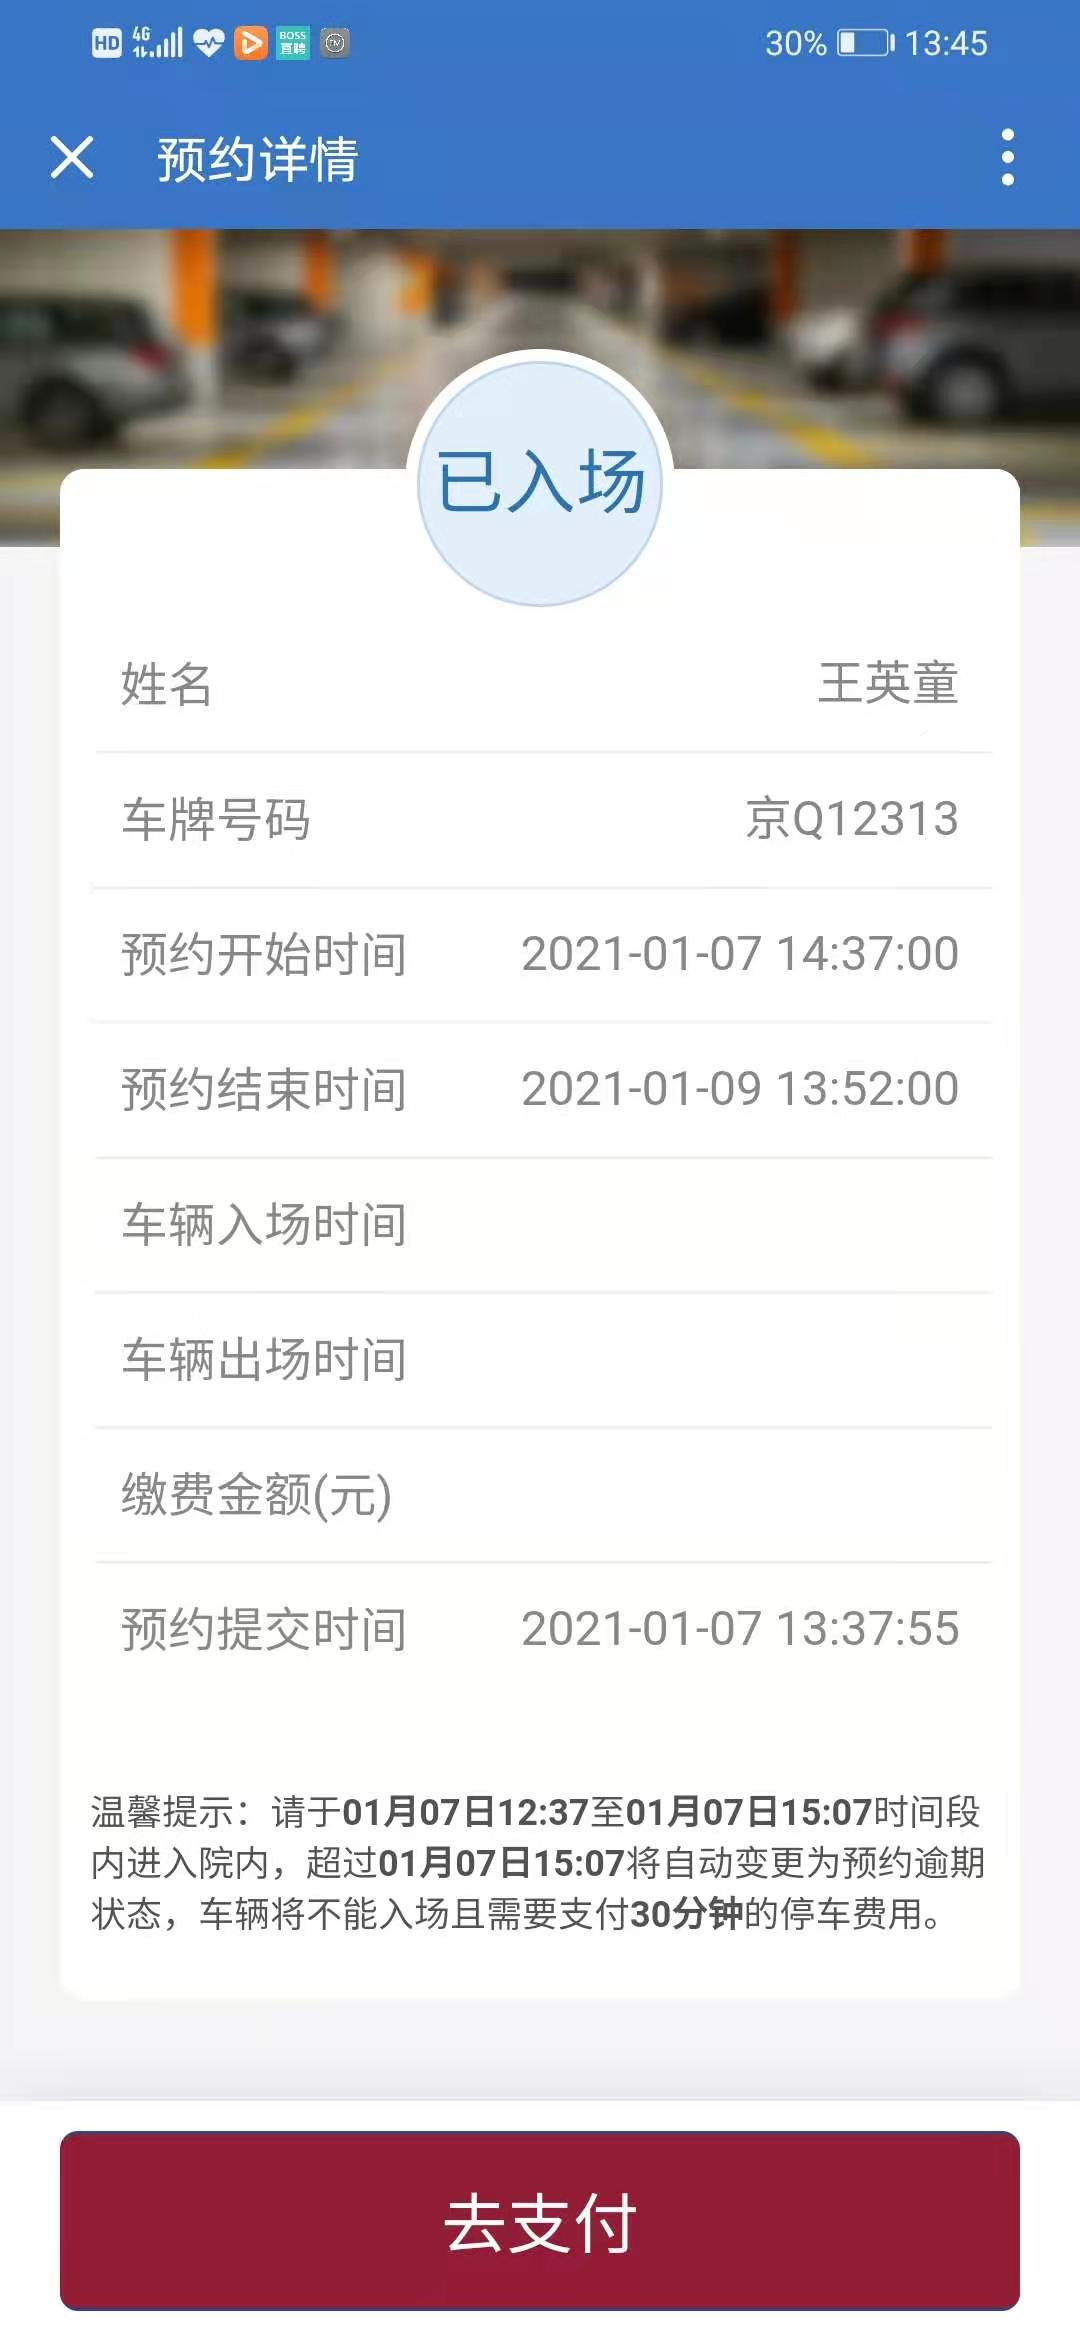 HD 4G BOSS 直聘 30% 13:45
预约详情
已入场
姓名 王英童
车牌号码 京Q12313
预约开始时间 2021-01-07 14:37:00
预约结束时间 2021-01-09 13:52:00
车辆入场时间
车辆出场时间
缴费金额(元)
预约提交时间 2021-01-07 13:37:55
温馨提示：请于01月07日12:37至01月07日15:07时间段
内进入院内，超过01月07日15:07将自动变更为预约逾期
状态，车辆将不能入场且需要支付30分钟的停车费用。
去支付